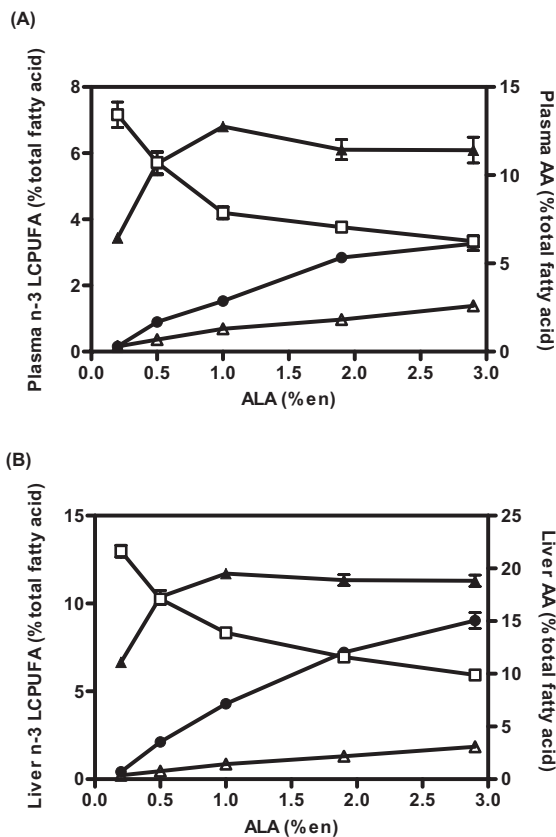 (A)
Plasma n-3 LCPUFA (% total fatty acid)
8
6
4
2
0
15
10
5
0
Plasma AA (% total fatty acid)
0.0 0.5 1.0 1.5 2.0 2.5 3.0
ALA (%en)
(B)
Liver n-3 LCPUFA (% total fatty acid)
15
10
5
0
25
20
15
10
5
0
Liver AA (% total fatty acid)
0.0 0.5 1.0 1.5 2.0 2.5 3.0
ALA (%en)